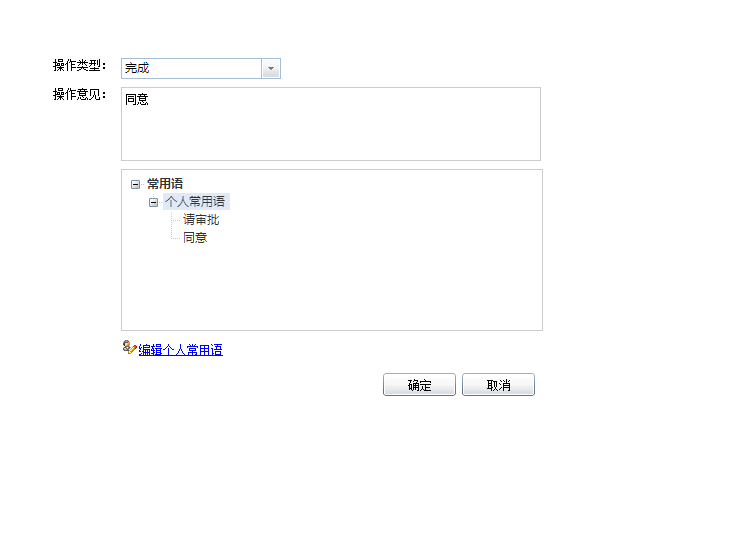 操作类型： 完成
操作意见： 同意
常用语
个人常用语
请审批
同意
编辑个人常用语
确定 取消